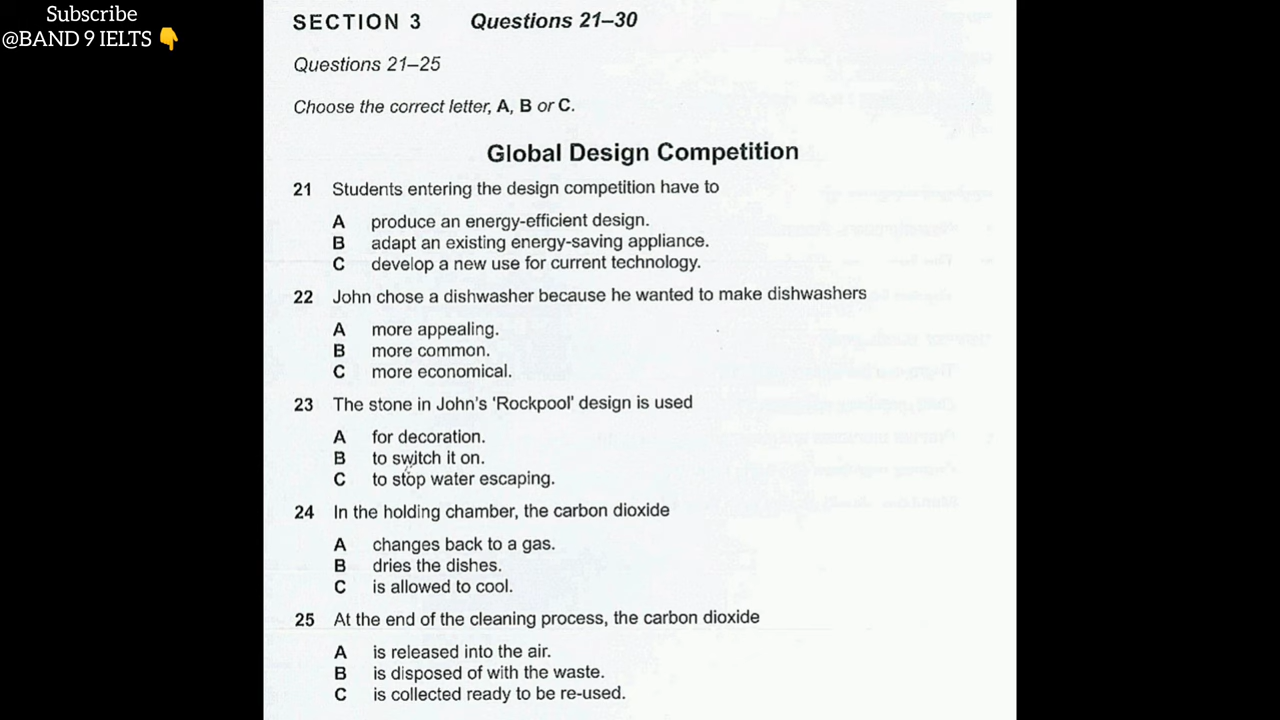 Subscribe
@BAND 9 IELTS 👇
SECTION 3 Questions 21–30
Questions 21–25
Choose the correct letter, A, B or C.
Global Design Competition
21 Students entering the design competition have to
A produce an energy-efficient design.
B adapt an existing energy-saving appliance.
C develop a new use for current technology.
22 John chose a dishwasher because he wanted to make dishwashers
A more appealing.
B more common.
C more economical.
23 The stone in John's 'Rockpool' design is used
A for decoration.
B to switch it on.
C to stop water escaping.
24 In the holding chamber, the carbon dioxide
A changes back to a gas.
B dries the dishes.
C is allowed to cool.
25 At the end of the cleaning process, the carbon dioxide
A is released into the air.
B is disposed of with the waste.
C is collected ready to be re-used.